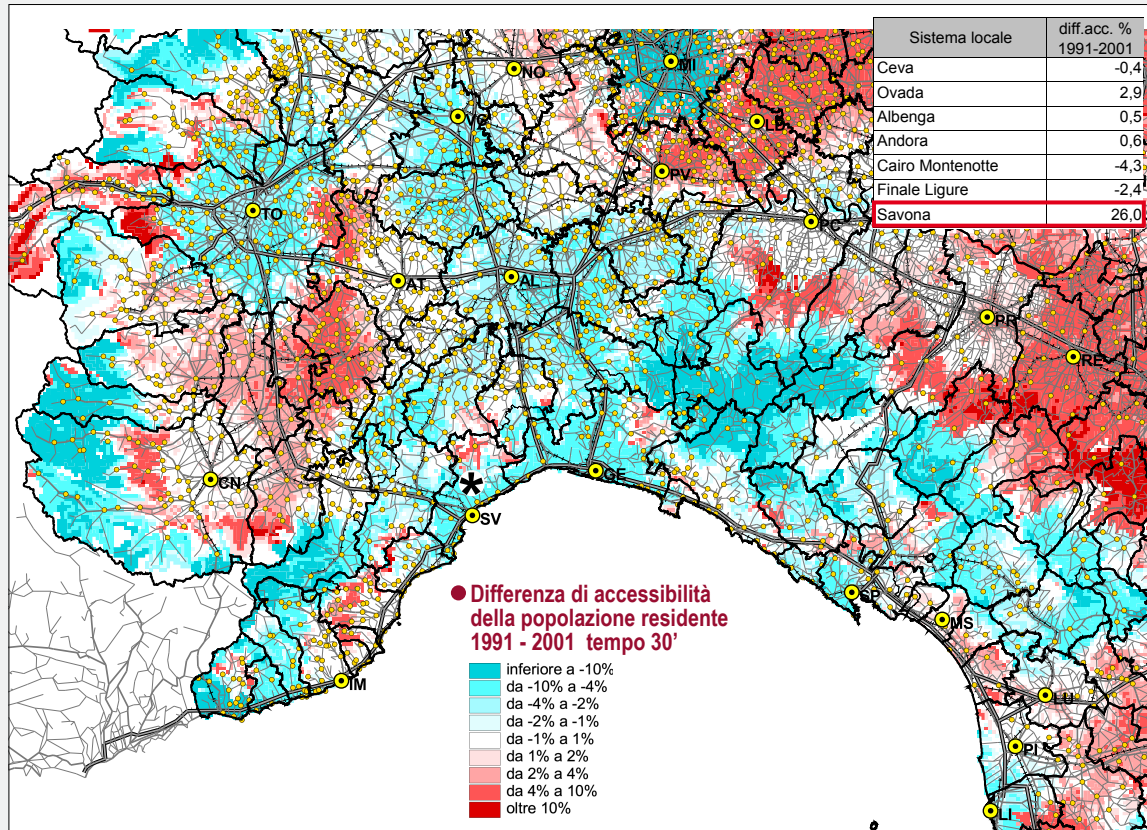 Sistema locale diff.acc. % 1991-2001
Ceva -0,4
Ovada 2,9
Albenga 0,5
Andora 0,6
Cairo Montenotte -4,3
Finale Ligure -2,4
Savona 26,0
NO
MI
VC
LD
PV
TO
PC
AT
AL
PR
RE
CN
GE
*
SV
SP
MS
IM
LU
PI
LI
Differenza di accessibilità
della popolazione residente
1991 - 2001 tempo 30'
inferiore a -10%
da -10% a -4%
da -4% a -2%
da -2% a -1%
da -1% a 1%
da 1% a 2%
da 2% a 4%
da 4% a 10%
oltre 10%